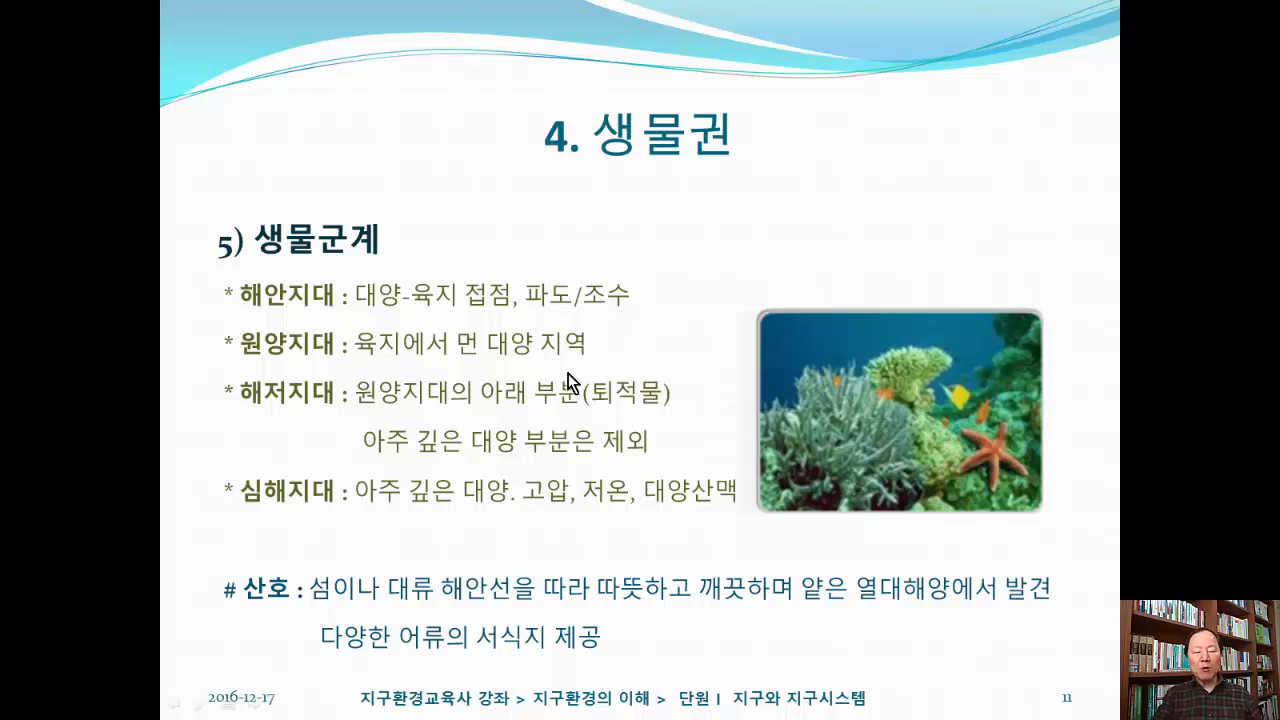 4. 생물권
5) 생물군계
* 해안지대 : 대양-육지 접점, 파도/조수
* 원양지대 : 육지에서 먼 대양 지역
* 해저지대 : 원양지대의 아래 부분(퇴적물)
아주 깊은 대양 부분은 제외
* 심해지대 : 아주 깊은 대양. 고압, 저온, 대양산맥
# 산호 : 섬이나 대류 해안선을 따라 따뜻하고 깨끗하며 얕은 열대해양에서 발견
다양한 어류의 서식지 제공
2016-12-17
지구환경교육사 강좌 > 지구환경의 이해 > 단원 I 지구와 지구시스템
11